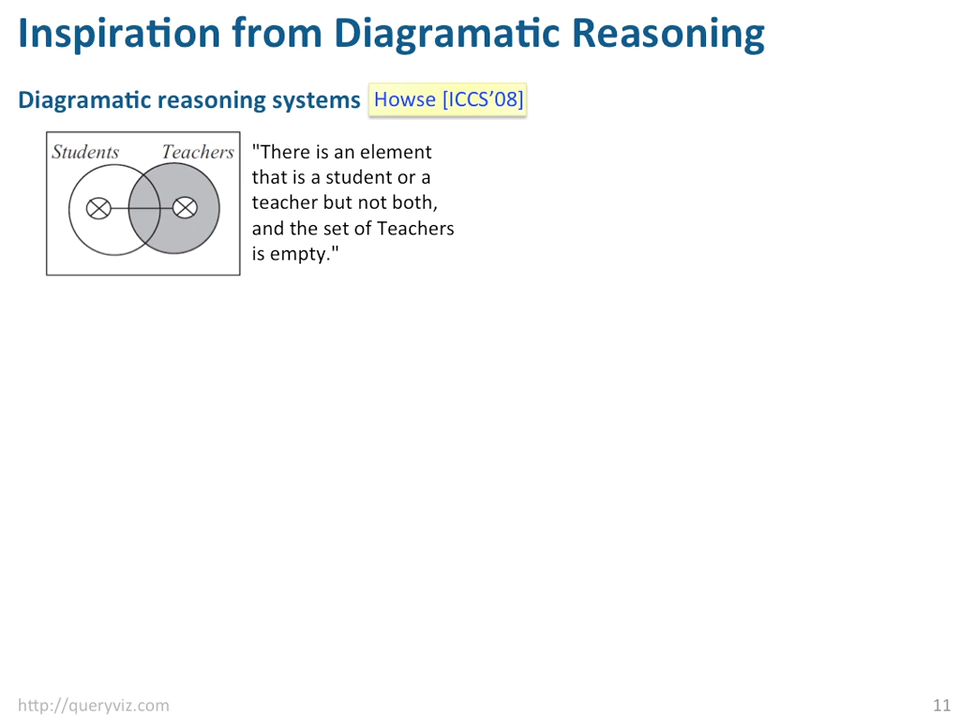 Inspiration from Diagramatic Reasoning
Diagramatic reasoning systems Howse [ICCS’08]
Students Teachers
"There is an element
that is a student or a
teacher but not both,
and the set of Teachers
is empty."
http://queryviz.com 11